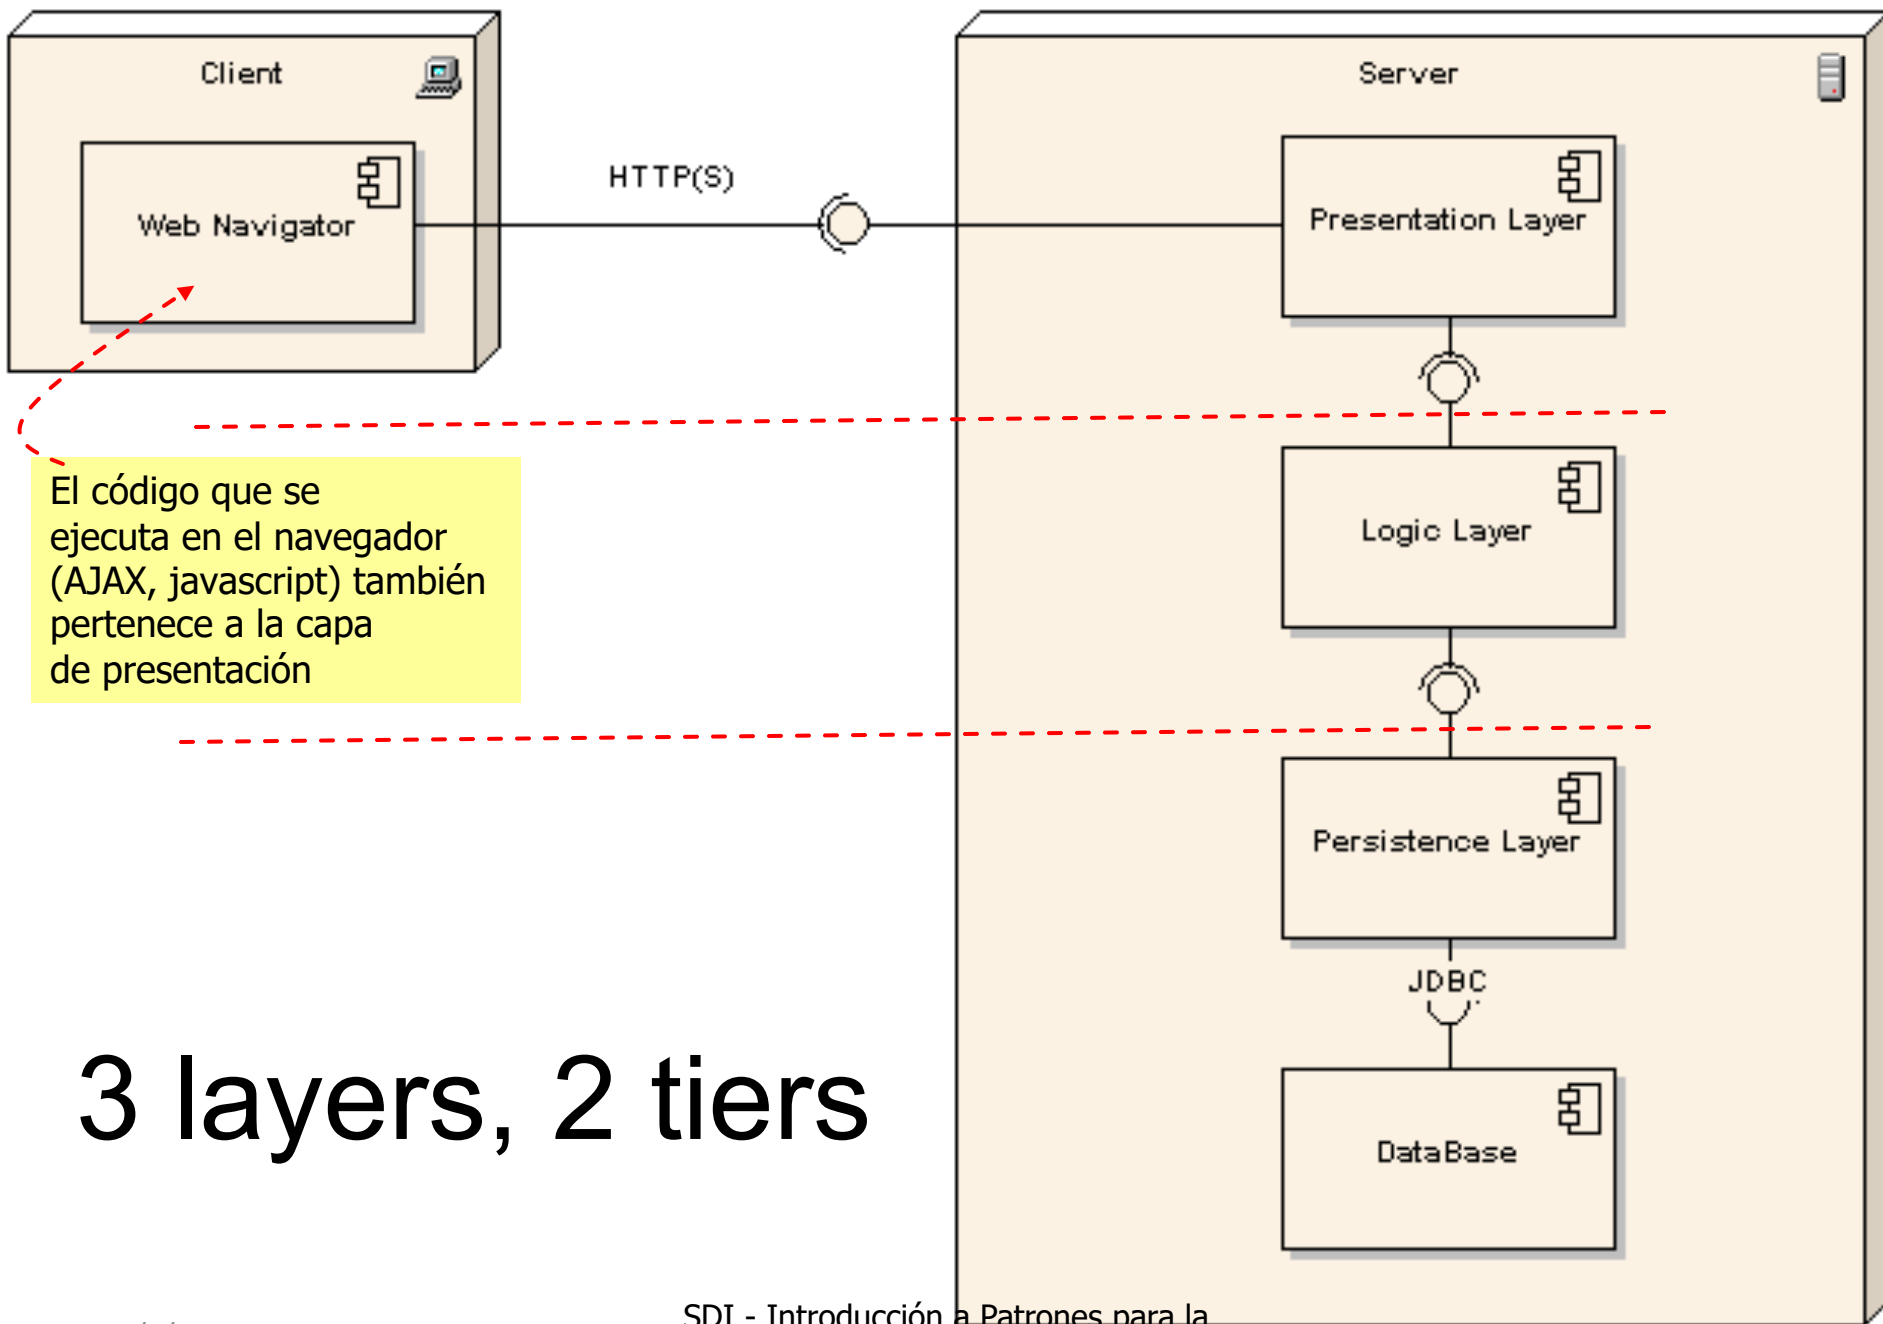 Client
Server
Web Navigator
HTTP(S)
Presentation Layer
El código que se
ejecuta en el navegador
(AJAX, javascript) también
pertenece a la capa
de presentación
Logic Layer
Persistence Layer
JDBC
DataBase
3 layers, 2 tiers
SDI - Introducción a Patrones para la